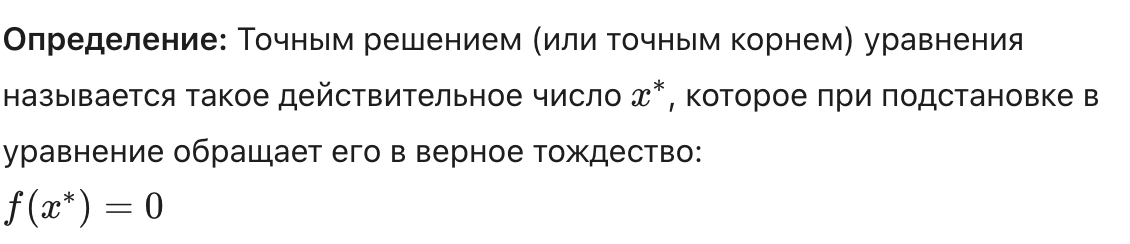 Определение: Точным решением (или точным корнем) уравнения
называется такое действительное число x*, которое при подстановке в
уравнение обращает его в верное тождество:
f(x*) = 0